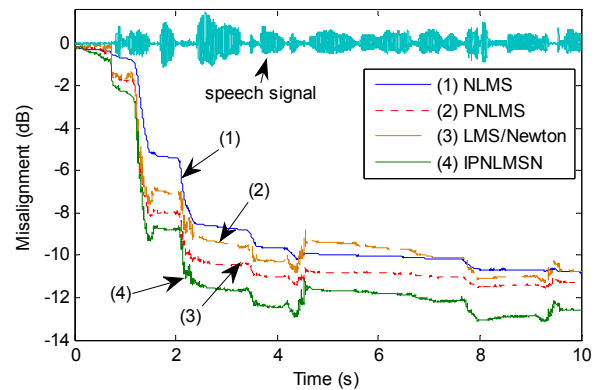 0
-2
-4
-6
-8
-10
-12
-14
0
2
4
6
8
10
Misalignment (dB)
Time (s)
speech signal
(1) NLMS
(2) PNLMS
(3) LMS/Newton
(4) IPNLMSN
(1)
(2)
(3)
(4)